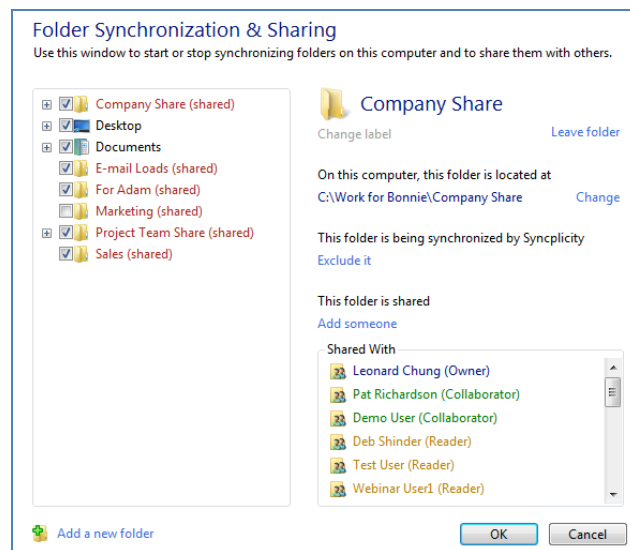 Folder Synchronization & Sharing
Use this window to start or stop synchronizing folders on this computer and to share them with others.
Company Share (shared)
Desktop
Documents
E-mail Loads (shared)
For Adam (shared)
Marketing (shared)
Project Team Share (shared)
Sales (shared)
Company Share
Change label
Leave folder
On this computer, this folder is located at
C:\Work for Bonnie\Company Share
Change
This folder is being synchronized by Syncplicity
Exclude it
This folder is shared
Add someone
Shared With
Leonard Chung (Owner)
Pat Richardson (Collaborator)
Demo User (Collaborator)
Deb Shinder (Reader)
Test User (Reader)
Webinar User1 (Reader)
Add a new folder
OK
Cancel